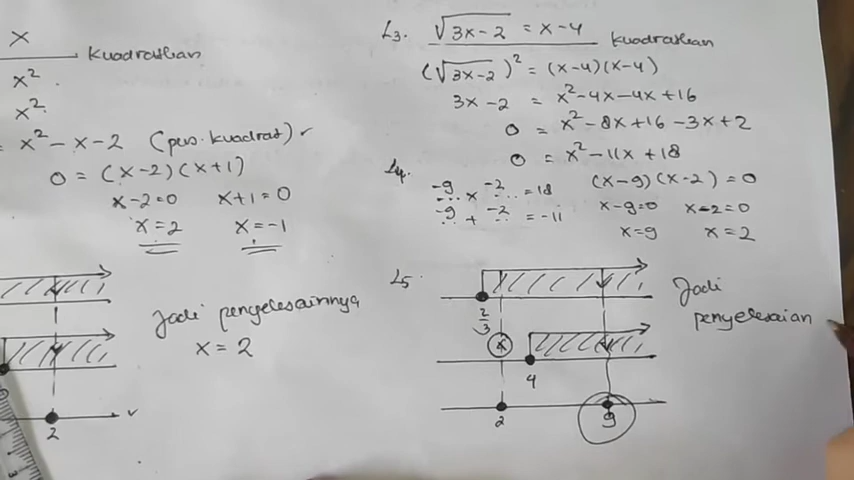 x
kuadratkan
x²
x²
= x² - x - 2 (pers. kuadrat)
0 = (x-2)(x+1)
x-2=0 x+1=0
x=2 x=-1
Jadi penyelesaiannya
x = 2
2
L3. √3x-2 = x-4
kuadratkan
(√3x-2)² = (x-4)(x-4)
3x-2 = x²-4x-4x+16
0 = x²-8x+16-3x+2
0 = x²-11x+18
L4.
-9 x -2 = 18 (x-9)(x-2)=0
-9 + -2 = -11 x-9=0 x-2=0
x=9 x=2
L5.
2/3
x
4
2 9
Jadi
penyelesaian